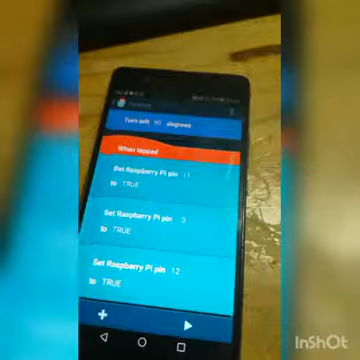 Turn left 90 degrees
When tapped
Set Raspberry Pi pin 11
to TRUE
Set Raspberry Pi pin 3
to TRUE
Set Raspberry Pi pin 12
to TRUE
InShOt